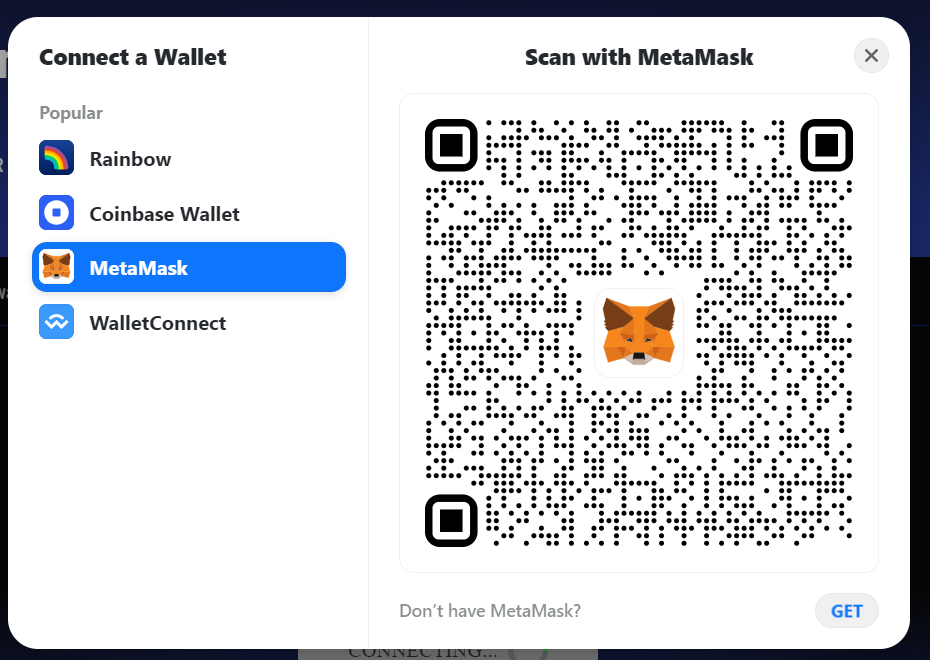 Connect a Wallet
Popular
Rainbow
Coinbase Wallet
MetaMask
WalletConnect
Scan with MetaMask
Don't have MetaMask?
GET
CONNECTING...